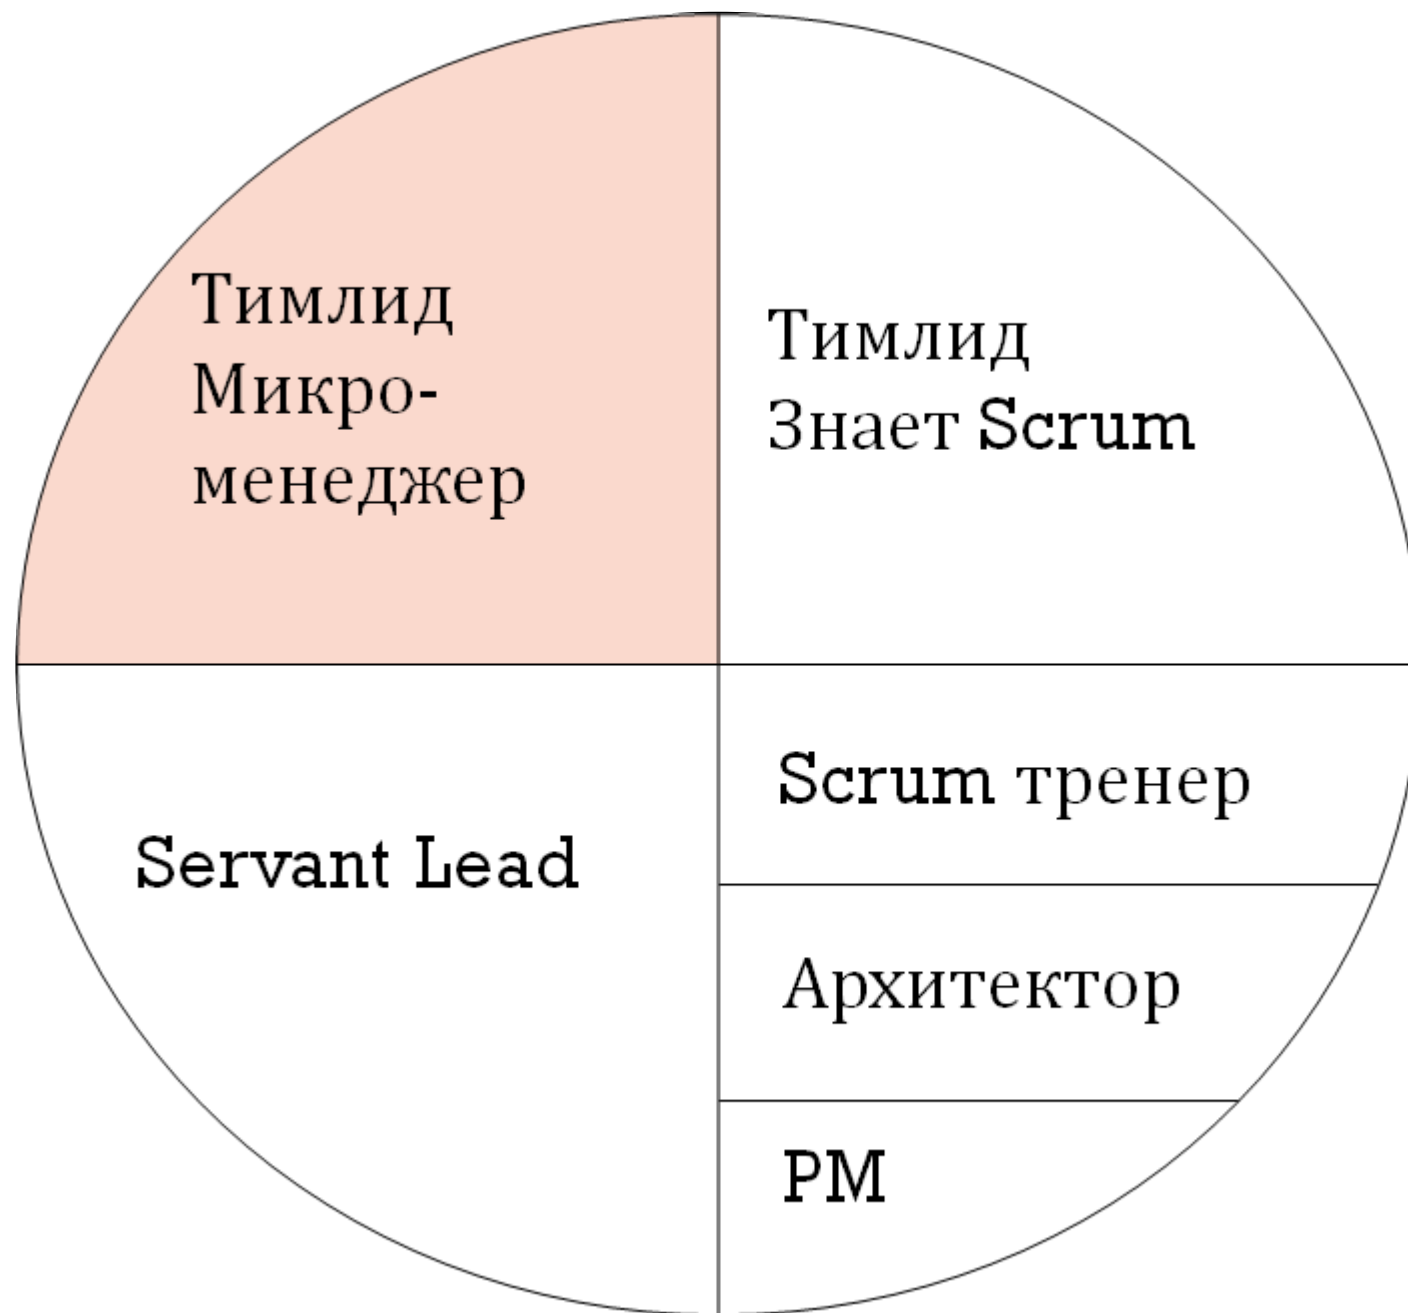 Тимлид
Микро-
менеджер
Тимлид
Знает Scrum
Servant Lead
Scrum тренер
Архитектор
PM